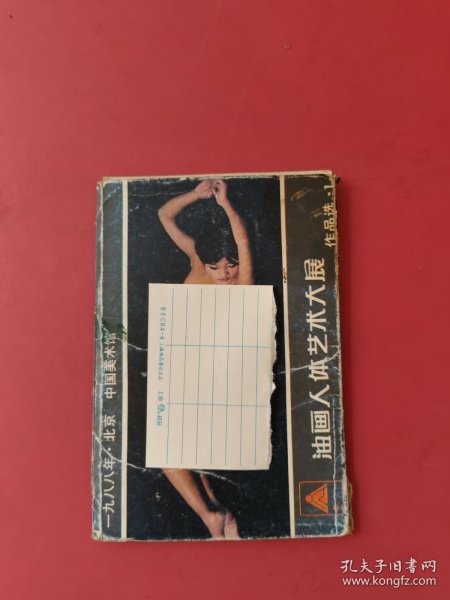 油画人体艺术大展
作品选·1
一九八八年·北京 中国美术馆
孔夫子旧书网
www.kongfz.com